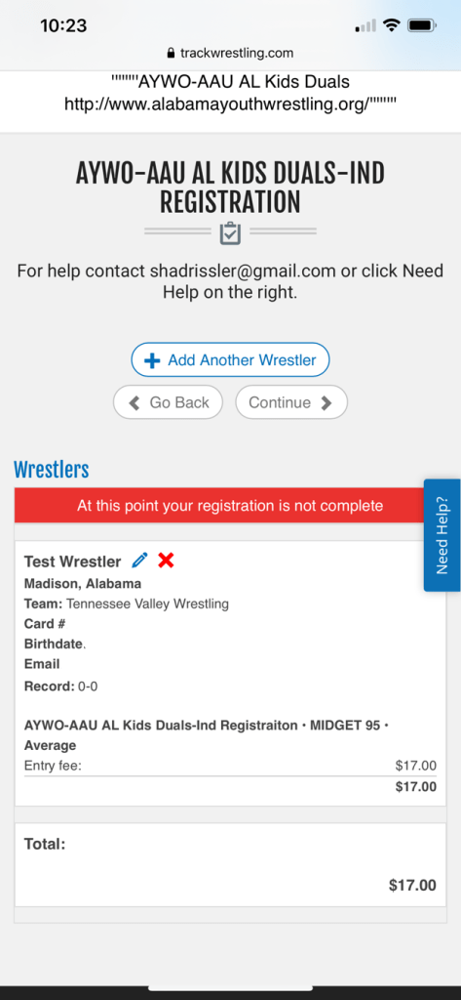 10:23
trackwrestling.com
""""""'AYWO-AAU AL Kids Duals
http://www.alabamayouthwrestling.org/"""""""
AYWO-AAU AL KIDS DUALS-IND
REGISTRATION
For help contact shadrissler@gmail.com or click Need
Help on the right.
Add Another Wrestler
Go Back Continue
Wrestlers
At this point your registration is not complete
Need Help?
Test Wrestler
Madison, Alabama
Team: Tennessee Valley Wrestling
Card #
Birthdate.
Email
Record: 0-0
AYWO-AAU AL Kids Duals-Ind Registraiton • MIDGET 95 •
Average
Entry fee: $17.00
$17.00
Total:
$17.00